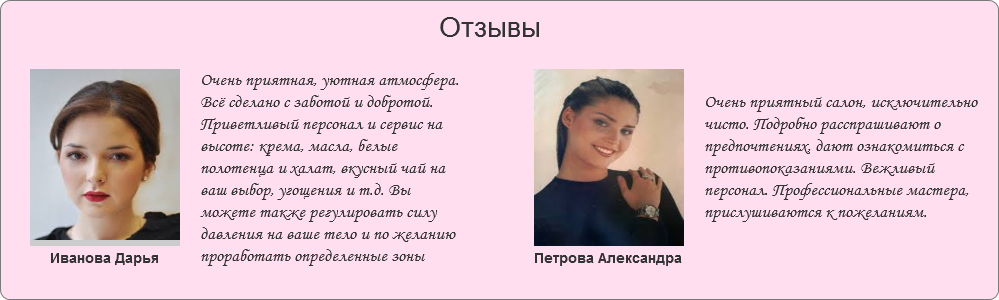 Отзывы
Очень приятная, уютная атмосфера.
Всё сделано с заботой и добротой.
Приветливый персонал и сервис на
высоте: крема, масла, белые
полотенца и халат, вкусный чай на
ваш выбор, угощения и т.д. Вы
можете также регулировать силу
давления на ваше тело и по желанию
проработать определенные зоны
Иванова Дарья
Очень приятный салон, исключительно
чисто. Подробно расспрашивают о
предпочтениях, дают ознакомиться с
противопоказаниями. Вежливый
персонал. Профессиональные мастера,
прислушиваются к пожеланиям.
Петрова Александра